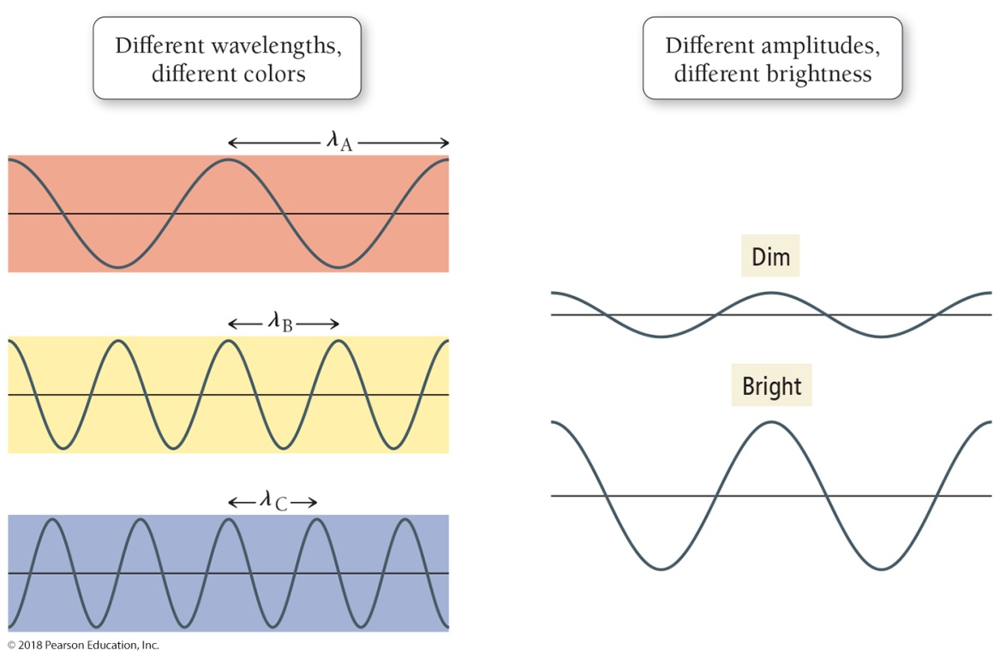 Different wavelengths,
different colors
λA
λB
λC
© 2018 Pearson Education, Inc.
Different amplitudes,
different brightness
Dim
Bright